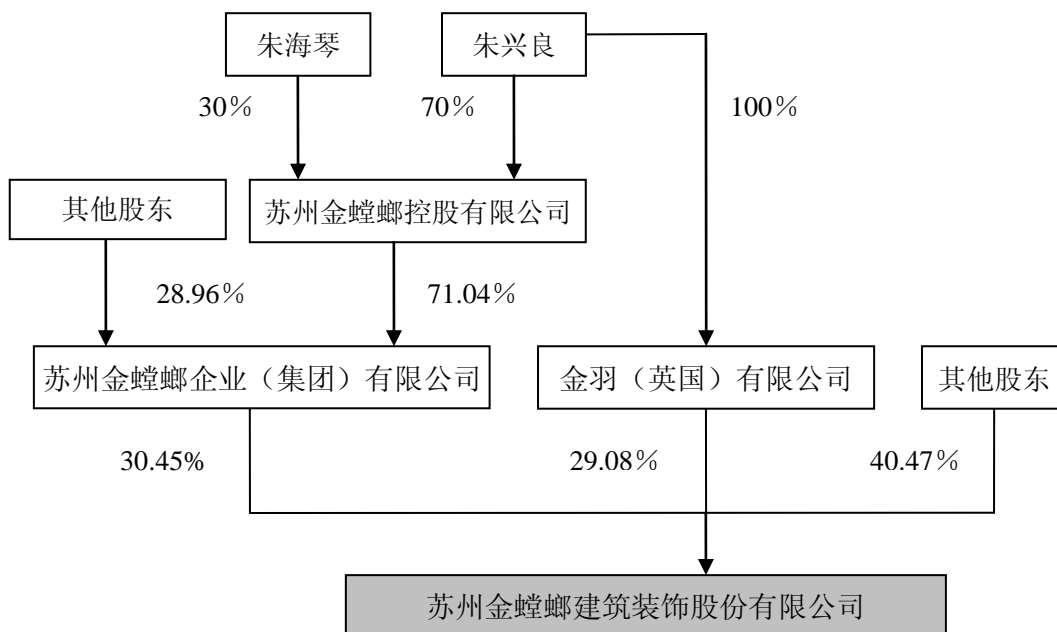 朱海琴
朱兴良
30％
70％
100％
其他股东
苏州金螳螂控股有限公司
28.96％
71.04％
苏州金螳螂企业（集团）有限公司
金羽（英国）有限公司
其他股东
30.45%
29.08％
40.47％
苏州金螳螂建筑装饰股份有限公司